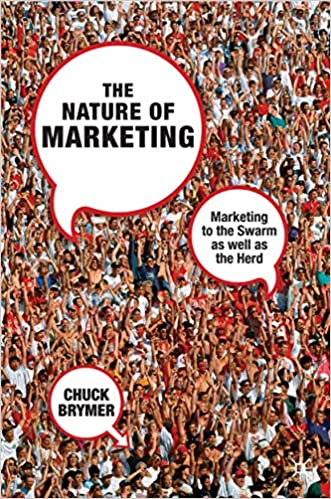 THE
NATURE OF
MARKETING
Marketing
to the Swarm
as well as
the Herd
CHUCK
BRYMER